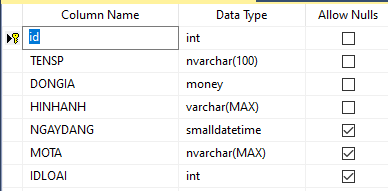 Column Name Data Type Allow Nulls
id int
TENSP nvarchar(100)
DONGIA money
HINHANH varchar(MAX)
NGAYDANG smalldatetime
MOTA nvarchar(MAX)
IDLOAI int